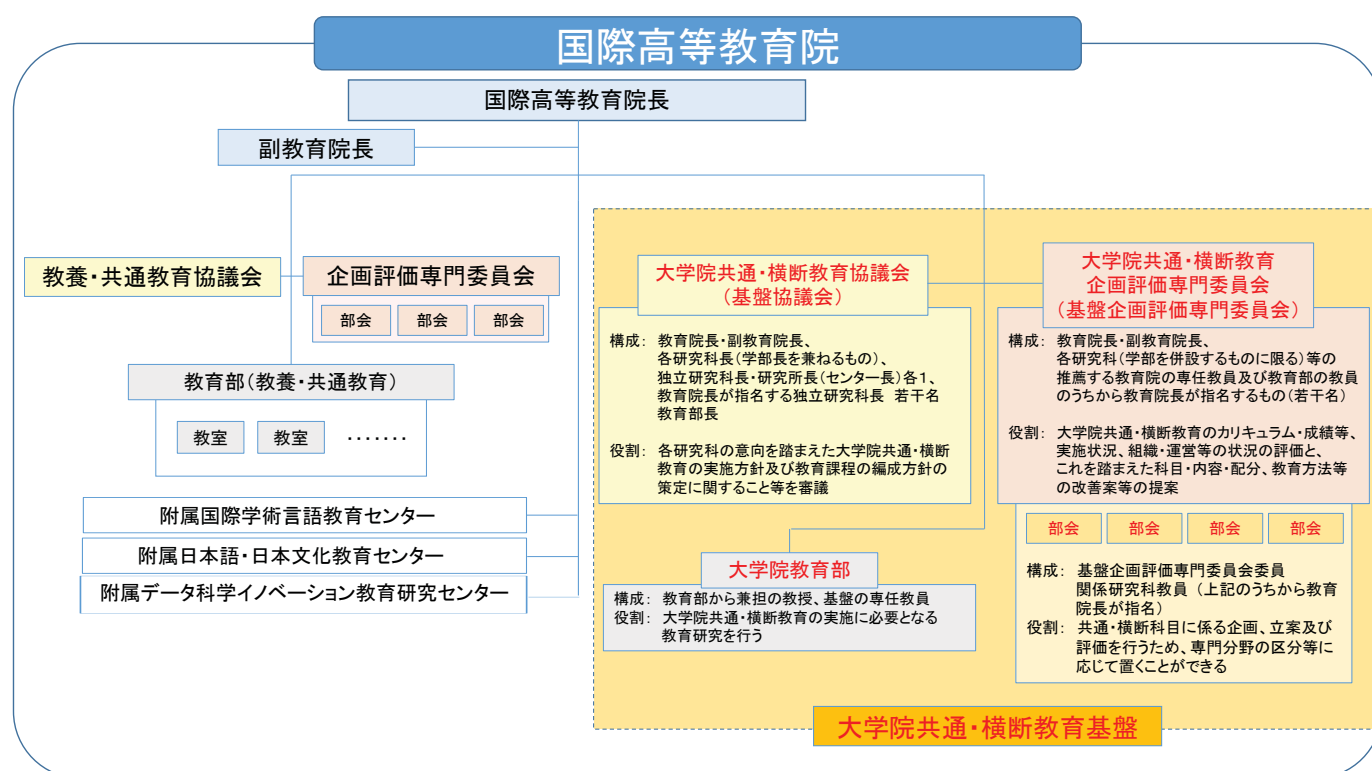 国際高等教育院
国際高等教育院長
副教育院長
教養・共通教育協議会
企画評価専門委員会
部会
部会
部会
教育部(教養・共通教育)
教室
教室
・・・・・・・
附属国際学術言語教育センター
附属日本語・日本文化教育センター
附属データ科学イノベーション教育研究センター
大学院共通・横断教育協議会
(基盤協議会)
構成: 教育院長・副教育院長、
各研究科長(学部長を兼ねるもの)、
独立研究科長・研究所長(センター長)各1、
教育院長が指名する独立研究科長 若干名
教育部長
役割: 各研究科の意向を踏まえた大学院共通・横断
教育の実施方針及び教育課程の編成方針の
策定に関すること等を審議
大学院共通・横断教育
企画評価専門委員会
(基盤企画評価専門委員会)
構成: 教育院長・副教育院長、
各研究科(学部を併設するものに限る)等の
推薦する教育院の専任教員及び教育部の教員
のうちから教育院長が指名するもの(若干名)
役割: 大学院共通・横断教育のカリキュラム・成績等、
実施状況、組織・運営等の状況の評価と、
これを踏まえた科目・内容・配分、教育方法等
の改善案等の提案
部会
部会
部会
部会
構成: 基盤企画評価専門委員会委員
関係研究科教員 (上記のうちから教育
院長が指名)
役割: 共通・横断科目に係る企画、立案及び
評価を行うため、専門分野の区分等に
応じて置くことができる
大学院教育部
構成: 教育部から兼担の教授、基盤の専任教員
役割: 大学院共通・横断教育の実施に必要となる
教育研究を行う
大学院共通・横断教育基盤